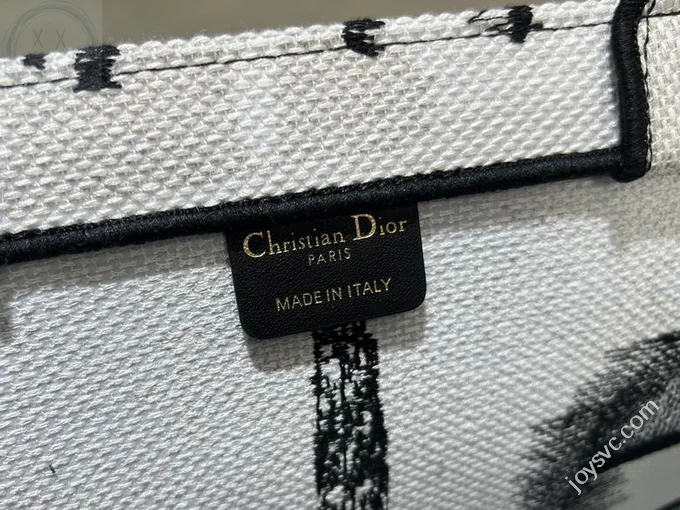 Christian Dior
PARIS
MADE IN ITALY
joysvc.com